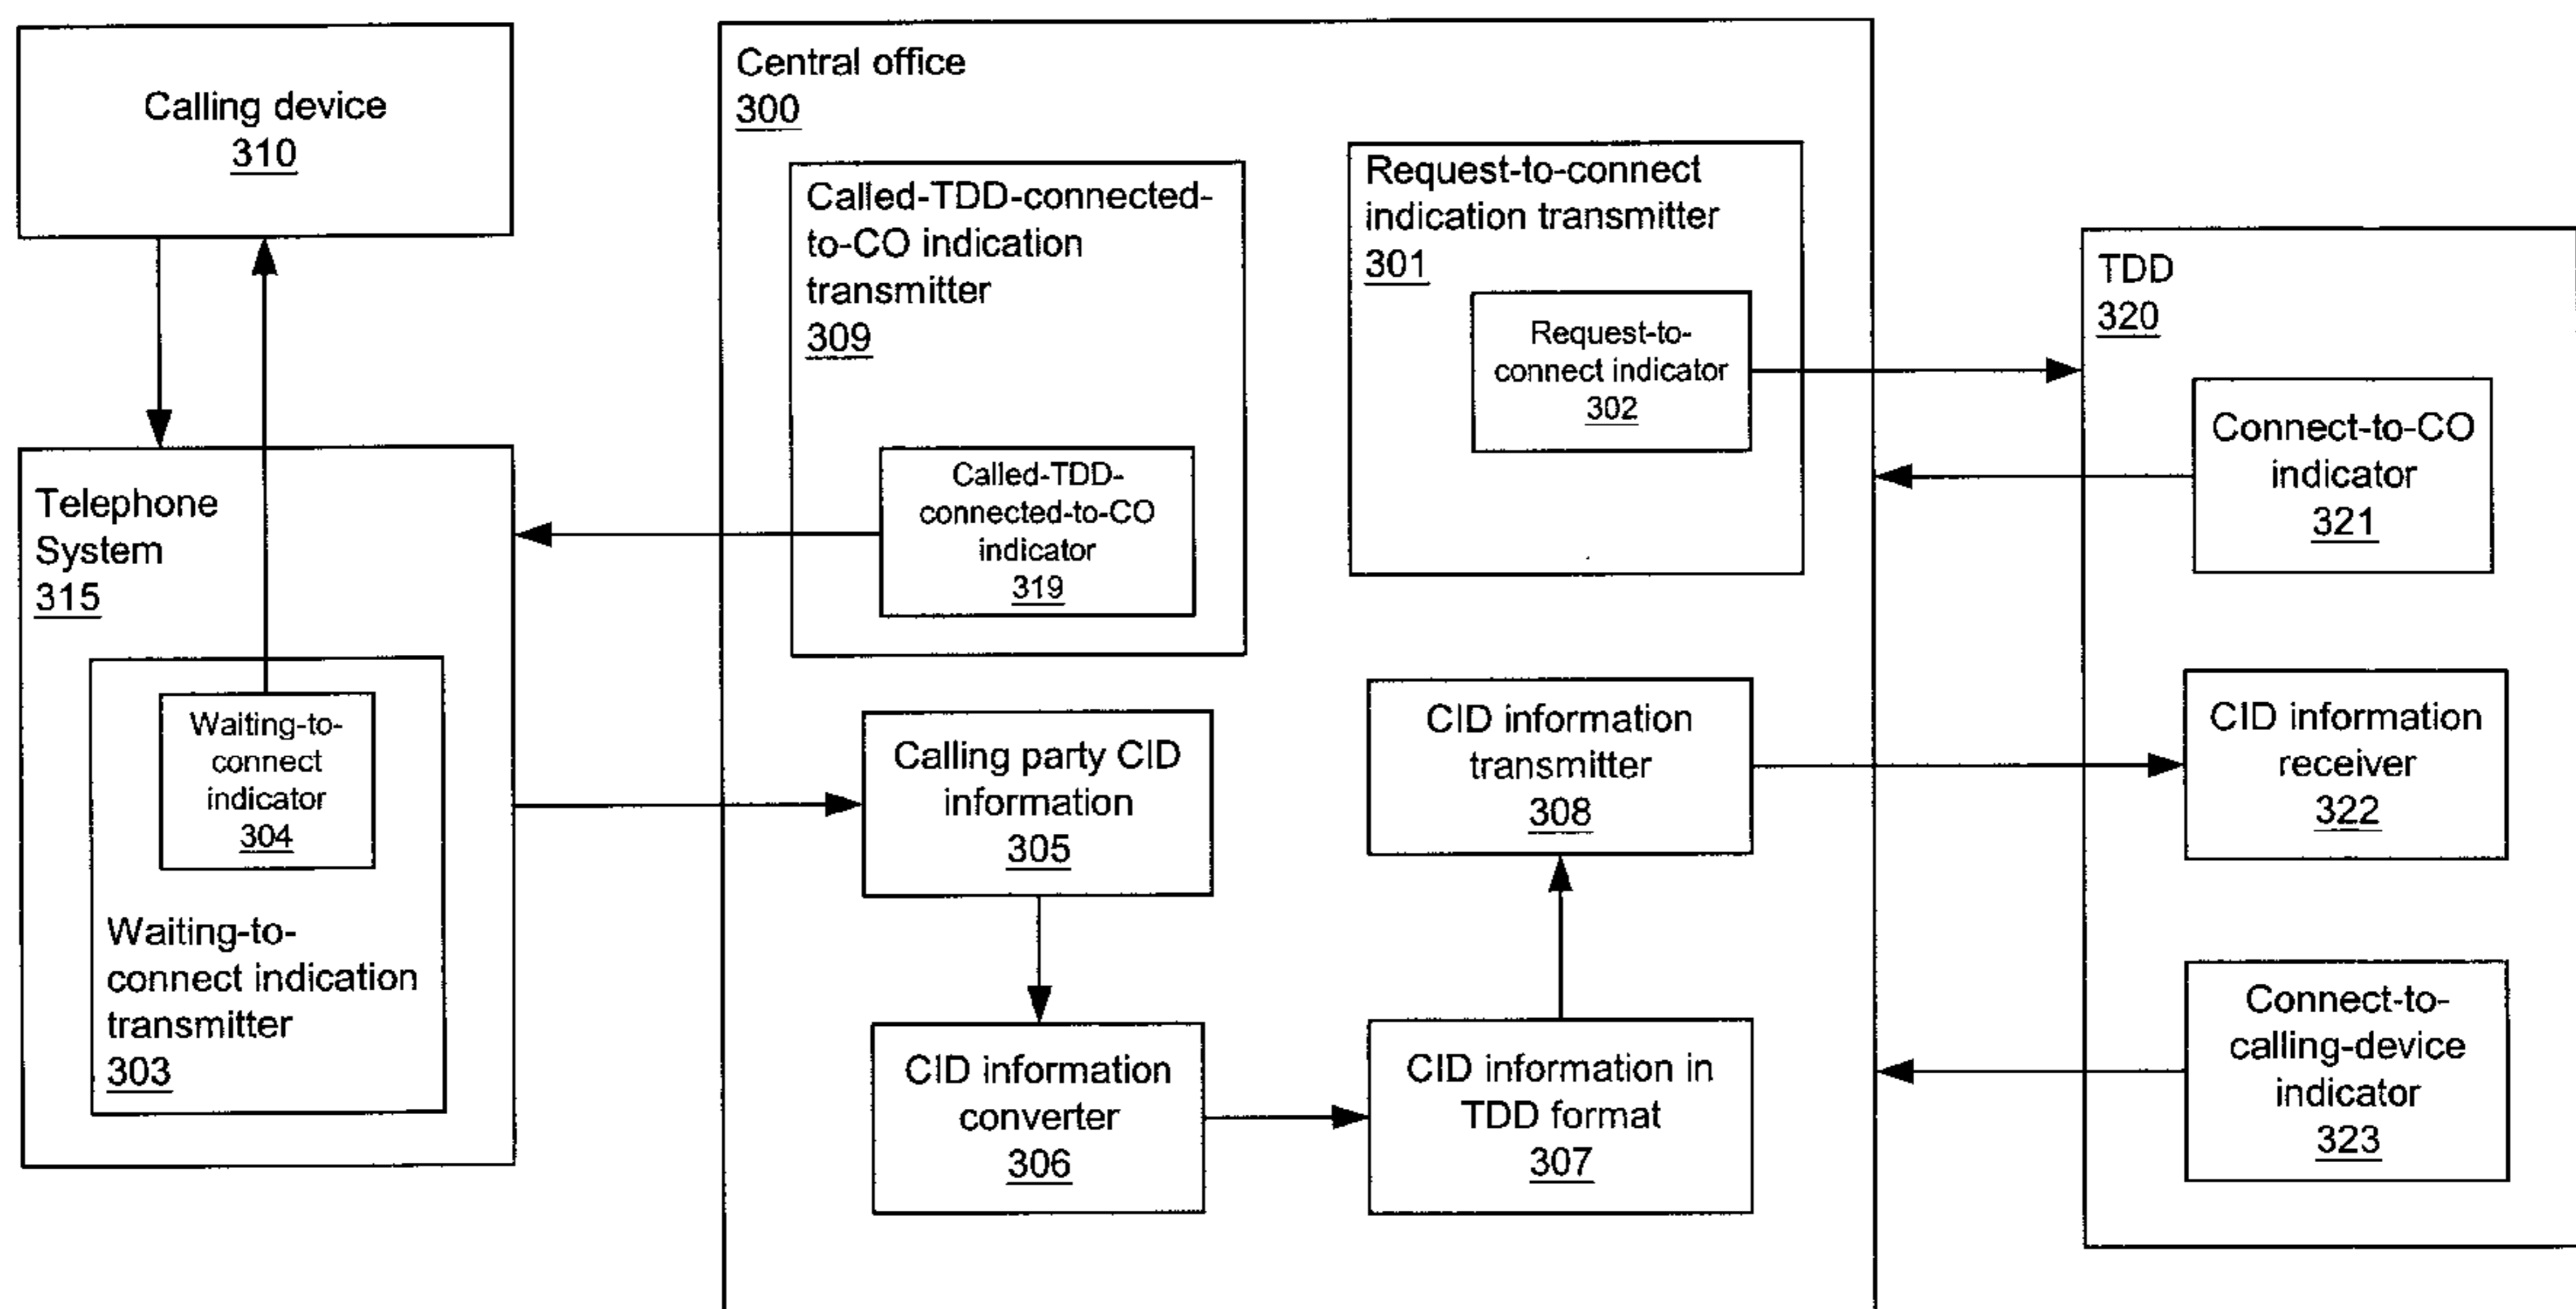 Calling device
310
Telephone
System
315
Waiting-to-
connect
indicator
304
Waiting-to-
connect indication
transmitter
303
Central office
300
Called-TDD-connected-
to-CO indication
transmitter
309
Called-TDD-
connected-to-CO
indicator
319
Request-to-connect
indication transmitter
301
Request-to-
connect indicator
302
Calling party CID
information
305
CID information
converter
306
CID information in
TDD format
307
CID information
transmitter
308
TDD
320
Connect-to-CO
indicator
321
CID information
receiver
322
Connect-to-
calling-device
indicator
323